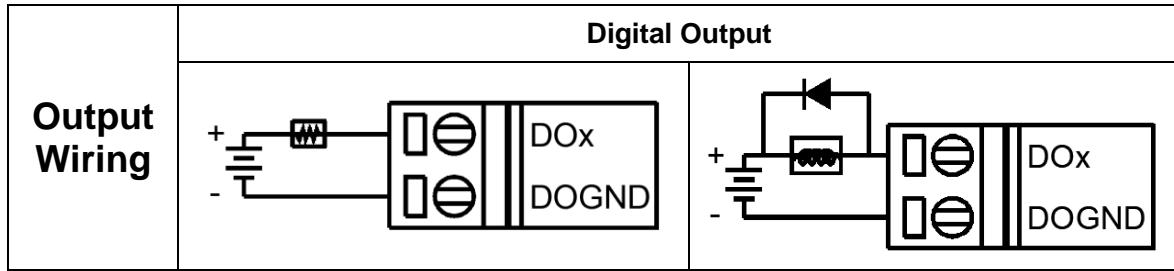 Output
Wiring
Digital Output
+
-
DOx
DOGND
+
-
DOx
DOGND